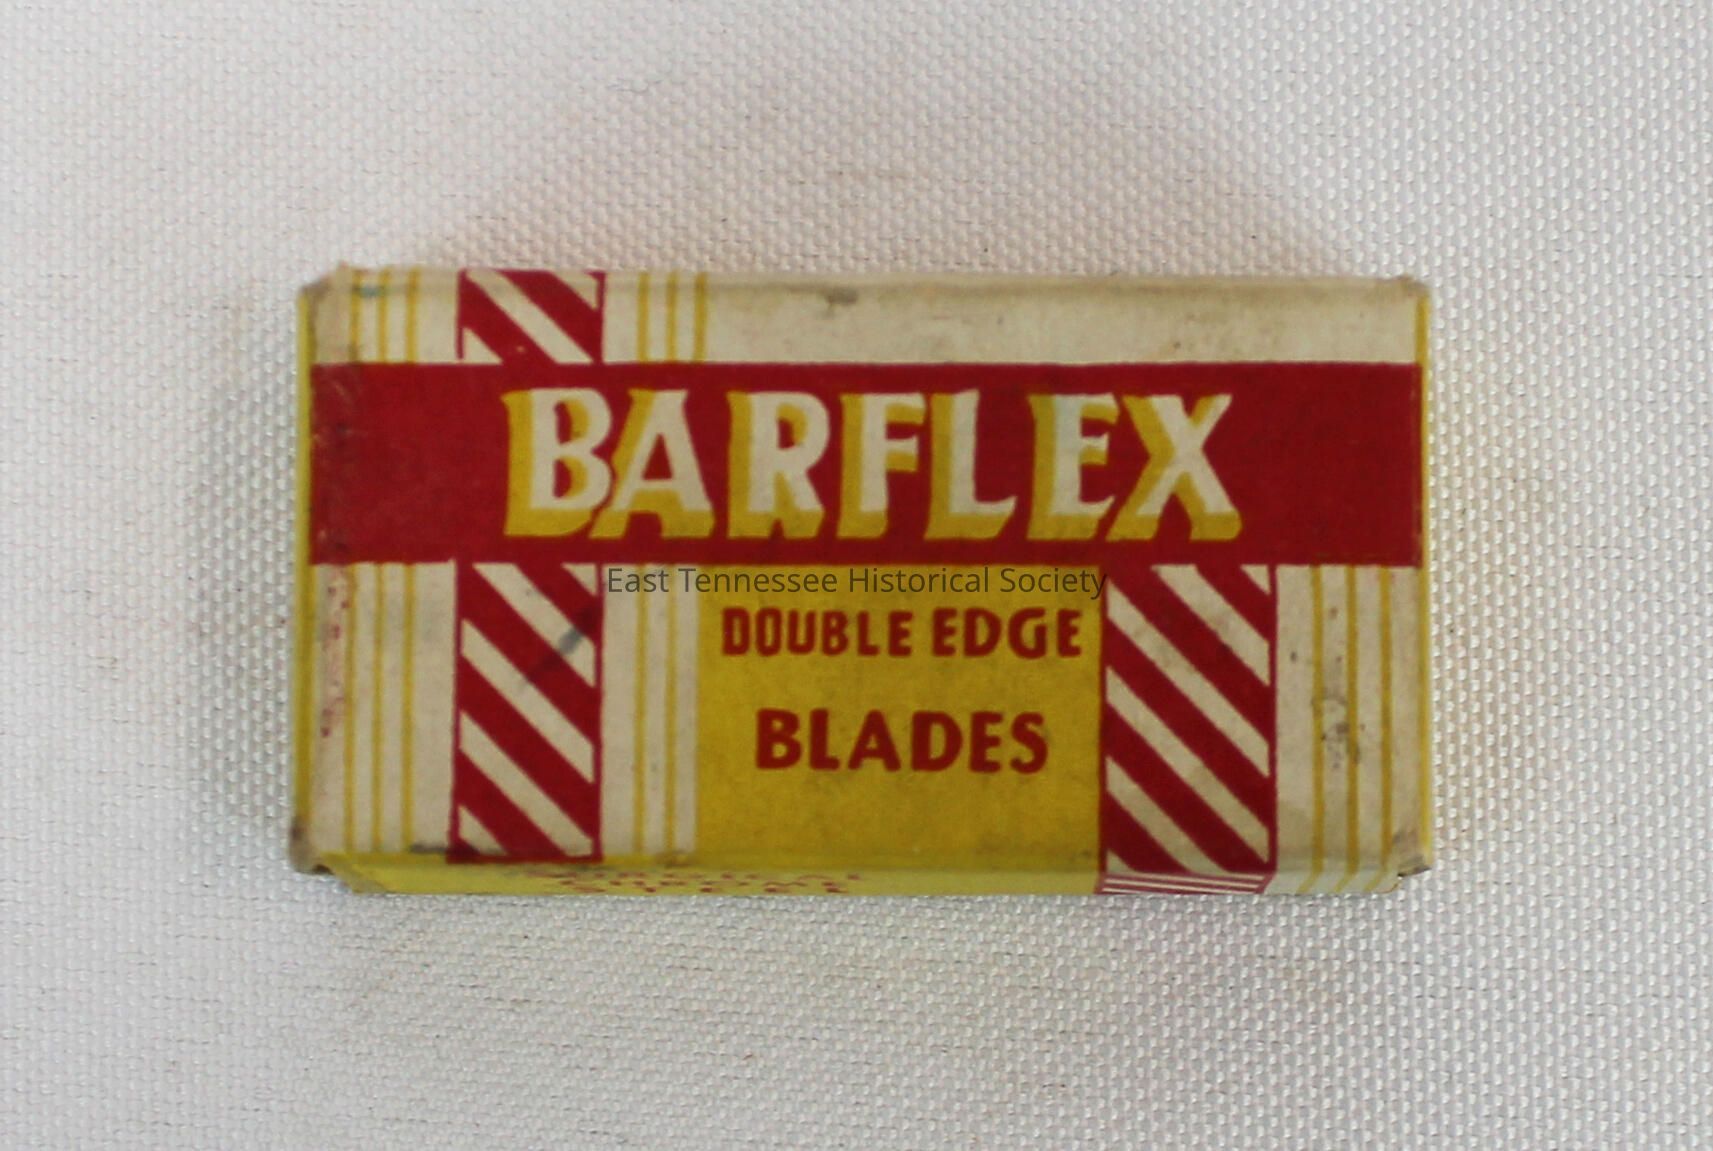 BARFLEX
East Tennessee Historical Society
DOUBLE EDGE
BLADES